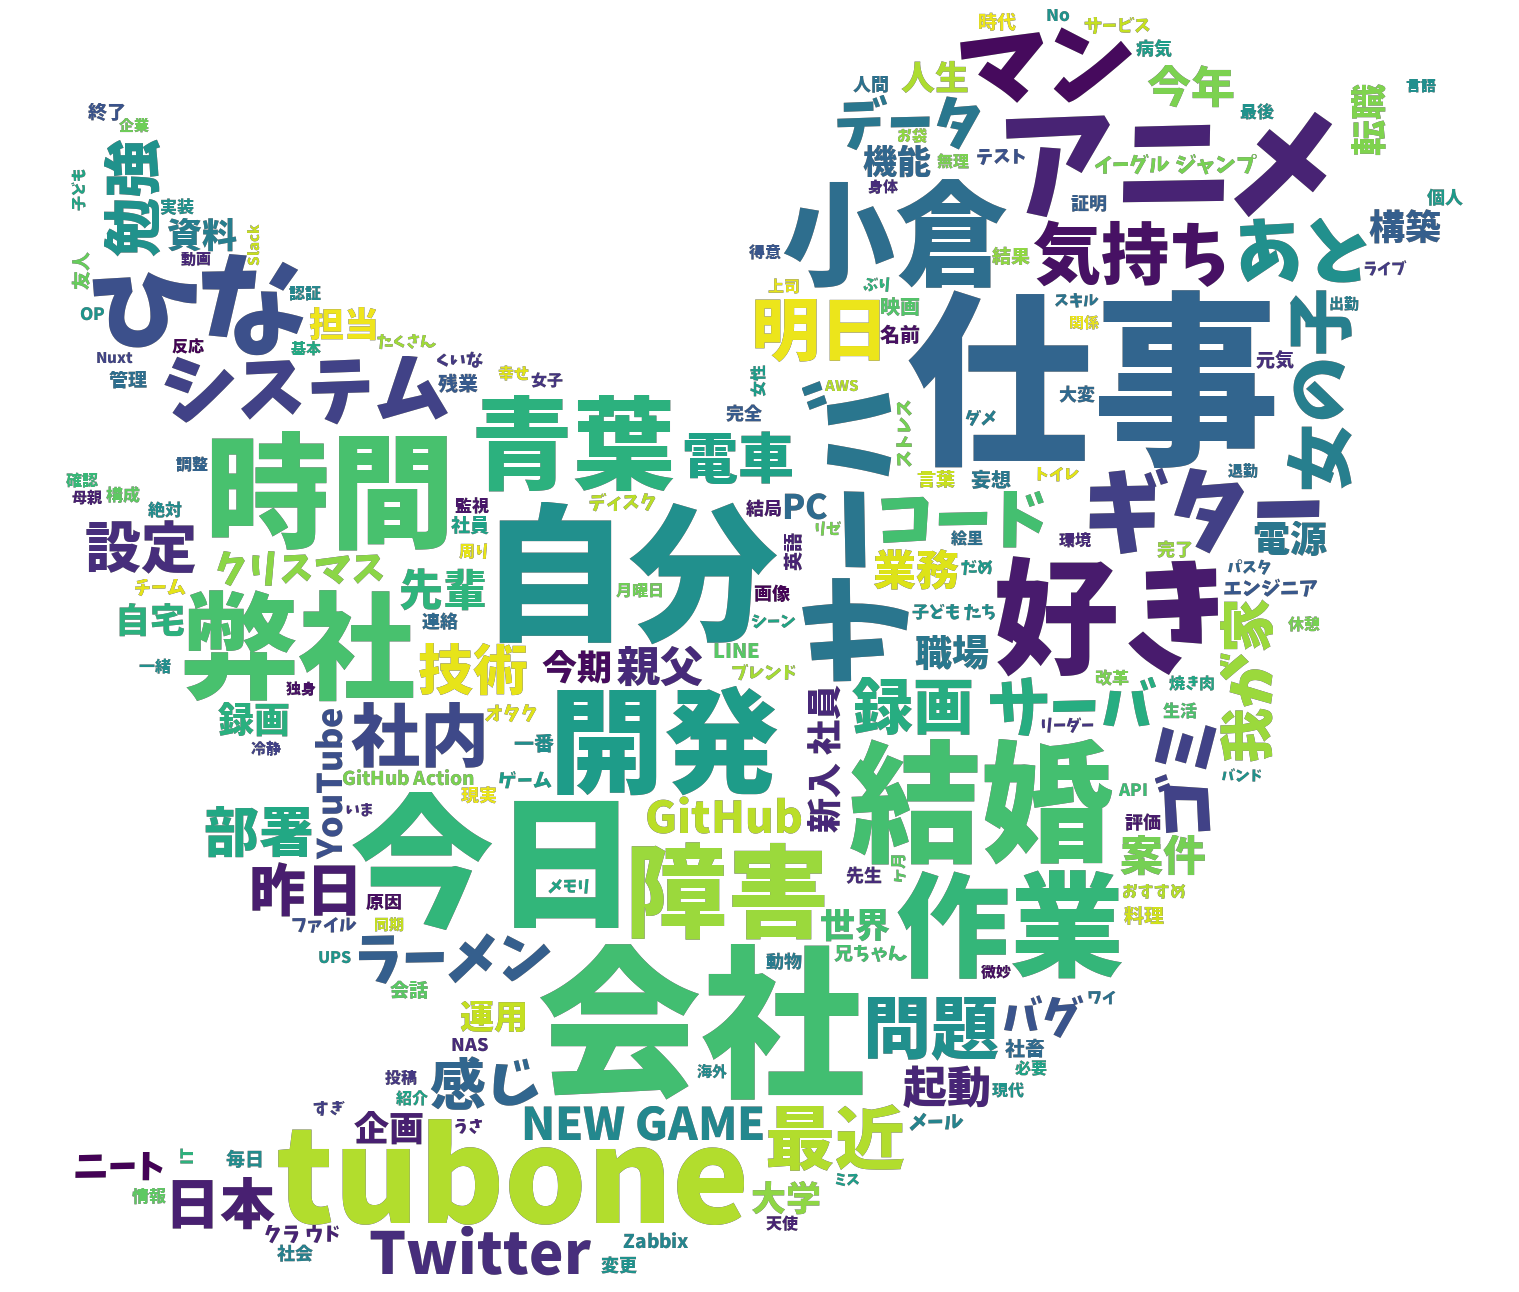 時代
No
サービス
マン
病気
人間
人生
今年
転職
言語
終了
企業
データ
お袋
最後
アニメ
勉強
子ども
機能
無理
テスト
イーグル ジャンプ
身体
小倉
証明
個人
実装
資料
Slack
動画
友人
得意
結果
気持ち
あと
構築
ライブ
ひな
認証
OP
担当
たくさん
上司
ぶり
明日
映画
名前
仕事
スキル
関係
女の子
出勤
Nuxt
反応
基本
くいな
管理
システム
残業
幸せ
女子
女性
AWS
元気
大変
時間
青葉
完全
電車
サーバー
ストレス
ダメ
調整
確認
母親
構成
絶対
監視
社員
ディスク
結局
PC
リゼ
言葉
妄想
トイレ
退勤
ギター
コード
絵里
環境
電源
設定
周り
自分
英語
業務
だめ
完了
パスタ
エンジニア
好き
クリスマス
チーム
先輩
月曜日
画像
自宅
弊社
連絡
シーン
子ども たち
我が家
休憩
一緒
独身
技術
今期
親父
LINE
ブレンド
職場
改革
焼き肉
録画
冷静
YouTube
社内
オタク
一番
開発
新入 社員
録画
サーバ
リーダー
生活
ゴミ
バンド
GitHub Action
ゲーム
現実
いま
結婚
API
評価
部署
今日
メモリ
GitHub
障害
先生
ヶ月
案件
昨日
原因
ファイル
同期
作業
おすすめ
料理
UPS
ラーメン
会話
世界
兄ちゃん
動物
微妙
運用
NAS
会社
海外
問題
バグ
ワイ
社畜
必要
投稿
紹介
感じ
起動
現代
すぎ
企画
うさ
NEW GAME
最近
メール
ニート
IT
毎日
tubone
ミス
情報
日本
大学
天使
クラウド
社会
Twitter
Zabbix
変更